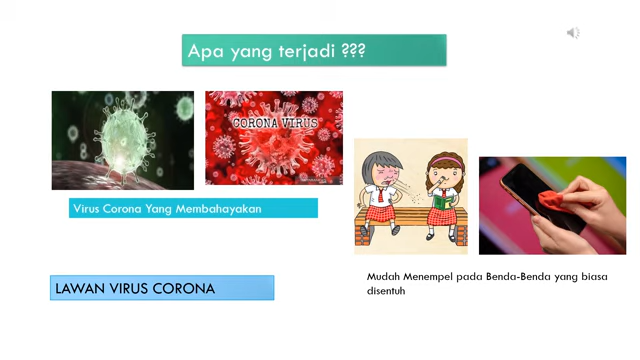 Apa yang terjadi ???
CORONA VIRUS
Virus Corona Yang Membahayakan
Mudah Menempel pada Benda-Benda yang biasa
disentuh
LAWAN VIRUS CORONA